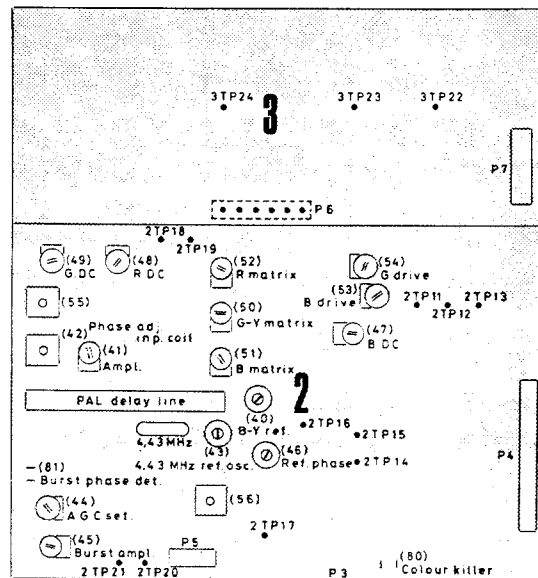 3TP24
3TP23
3TP22
3
P7
P6
2TP18
2TP19
(49)
G.DC
(48)
R DC
(52)
R matrix
(54)
G drive
(53)
B drive
2TP11
2TP12
2TP13
(55)
(50)
G-Y matrix
(47)
B DC
(42)
Phase adj.
inp. coil
(41)
Ampl.
(51)
B matrix
PAL delay line
2
(40)
B-Y ref.
2TP16
2TP15
4,43 MHz
(43)
4.43 MHz ref. osc.
(46)
Ref. phase
2TP14
P4
(81)
Burst phase det.
(44)
AGC set.
(56)
2TP17
(45)
Burst ampl.
P5
2TP21
2TP20
P3
(80)
Colour killer